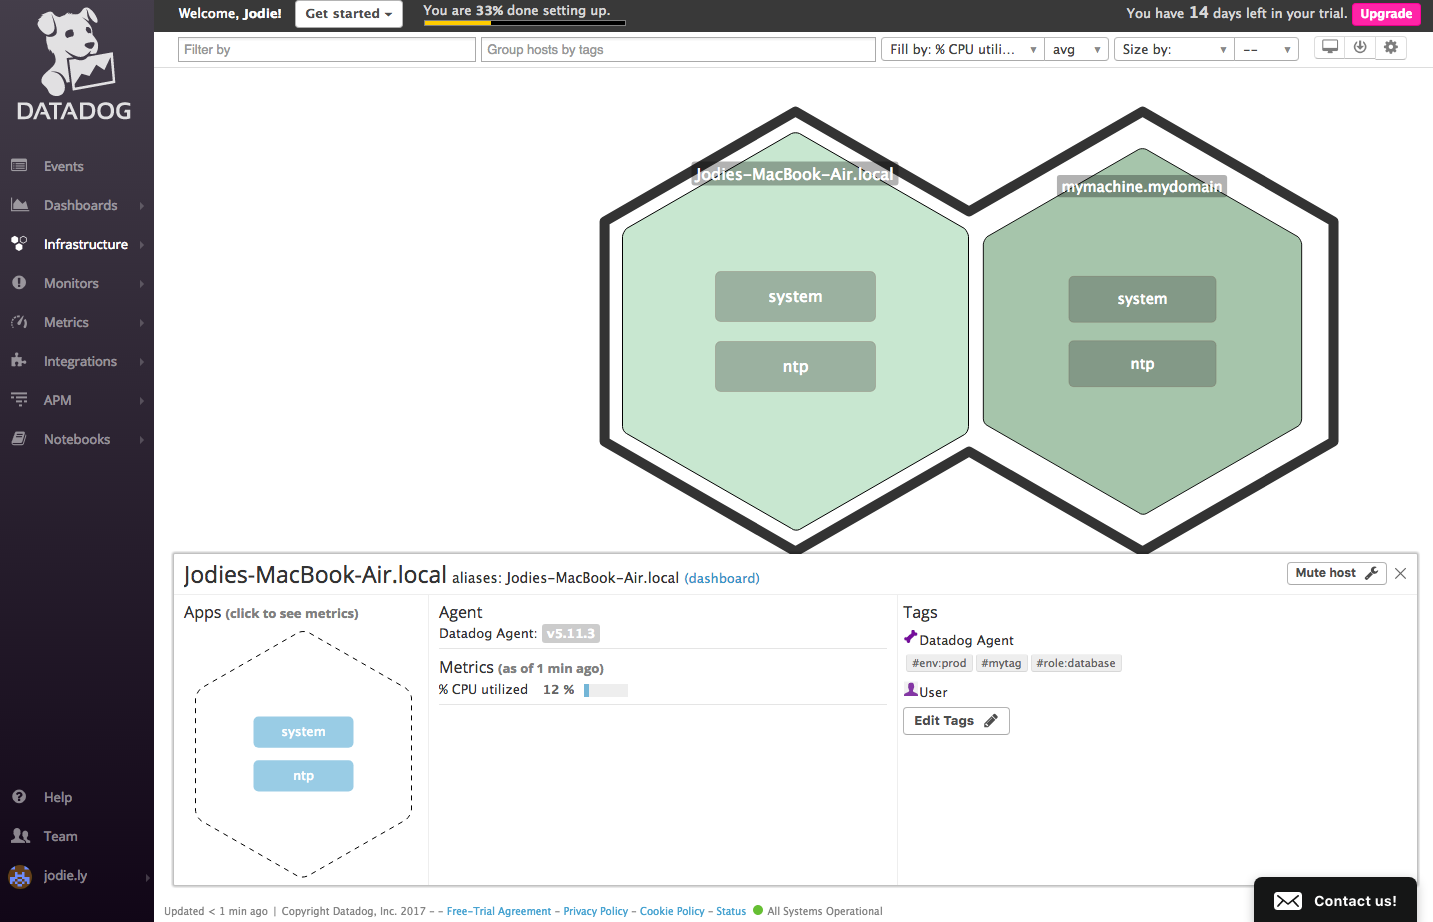 DATADOG
Welcome, Jodie!
Get started
You are 33% done setting up.
You have 14 days left in your trial.
Upgrade
Filter by
Group hosts by tags
Fill by: % CPU utili...
avg
Size by:
--
Events
Dashboards
Infrastructure
Monitors
Metrics
Integrations
APM
Notebooks
Help
Team
jodie.ly
Jodies-MacBook-Air.local
system
ntp
mymachine.mydomain
system
ntp
Jodies-MacBook-Air.local aliases: Jodies-MacBook-Air.local (dashboard)
Mute host
Apps (click to see metrics)
system
ntp
Agent
Datadog Agent: v5.11.3
Metrics (as of 1 min ago)
% CPU utilized 12 %
Tags
Datadog Agent
#env:prod #mytag #role:database
User
Edit Tags
Updated < 1 min ago | Copyright Datadog, Inc. 2017 - - Free-Trial Agreement - Privacy Policy - Cookie Policy - Status All Systems Operational
Contact us!